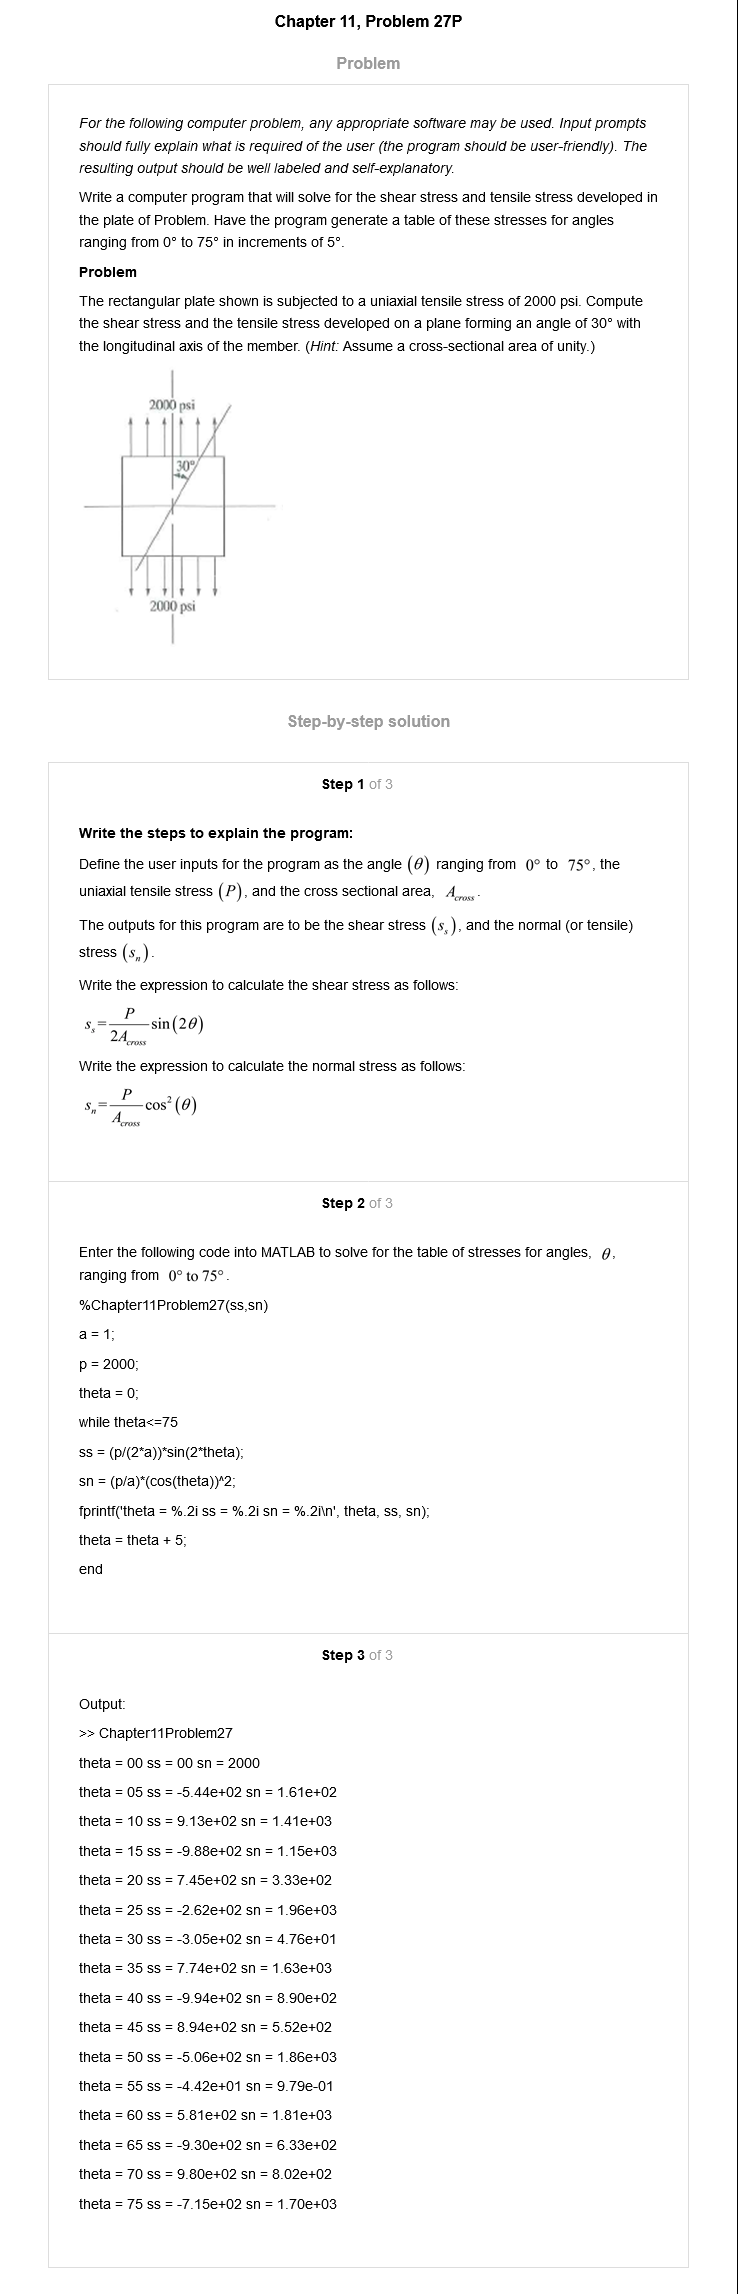 Chapter 11, Problem 27P
Problem
For the following computer problem, any appropriate software may be used. Input prompts
should fully explain what is required of the user (the program should be user-friendly). The
resulting output should be well labeled and self-explanatory.
Write a computer program that will solve for the shear stress and tensile stress developed in
the plate of Problem. Have the program generate a table of these stresses for angles
ranging from 0° to 75° in increments of 5°.
Problem
The rectangular plate shown is subjected to a uniaxial tensile stress of 2000 psi. Compute
the shear stress and the tensile stress developed on a plane forming an angle of 30° with
the longitudinal axis of the member. (Hint: Assume a cross-sectional area of unity.)
2000 psi
30°
2000 psi
Step-by-step solution
Step 1 of 3
Write the steps to explain the program:
Define the user inputs for the program as the angle (θ) ranging from 0° to 75°, the
uniaxial tensile stress (P), and the cross sectional area, A_cross.
The outputs for this program are to be the shear stress (s_s), and the normal (or tensile)
stress (s_n).
Write the expression to calculate the shear stress as follows:
s_s = P/(2A_cross) sin(2θ)
Write the expression to calculate the normal stress as follows:
s_n = P/A_cross cos²(θ)
Step 2 of 3
Enter the following code into MATLAB to solve for the table of stresses for angles, θ,
ranging from 0° to 75°.
%Chapter11Problem27(ss,sn)
a = 1;
p = 2000;
theta = 0;
while theta<=75
ss = (p/(2*a))*sin(2*theta);
sn = (p/a)*(cos(theta))^2;
fprintf('theta = %.2i ss = %.2i sn = %.2i\n', theta, ss, sn);
theta = theta + 5;
end
Step 3 of 3
Output:
>> Chapter11Problem27
theta = 00 ss = 00 sn = 2000
theta = 05 ss = -5.44e+02 sn = 1.61e+02
theta = 10 ss = 9.13e+02 sn = 1.41e+03
theta = 15 ss = -9.88e+02 sn = 1.15e+03
theta = 20 ss = 7.45e+02 sn = 3.33e+02
theta = 25 ss = -2.62e+02 sn = 1.96e+03
theta = 30 ss = -3.05e+02 sn = 4.76e+01
theta = 35 ss = 7.74e+02 sn = 1.63e+03
theta = 40 ss = -9.94e+02 sn = 8.90e+02
theta = 45 ss = 8.94e+02 sn = 5.52e+02
theta = 50 ss = -5.06e+02 sn = 1.86e+03
theta = 55 ss = -4.42e+01 sn = 9.79e-01
theta = 60 ss = 5.81e+02 sn = 1.81e+03
theta = 65 ss = -9.30e+02 sn = 6.33e+02
theta = 70 ss = 9.80e+02 sn = 8.02e+02
theta = 75 ss = -7.15e+02 sn = 1.70e+03